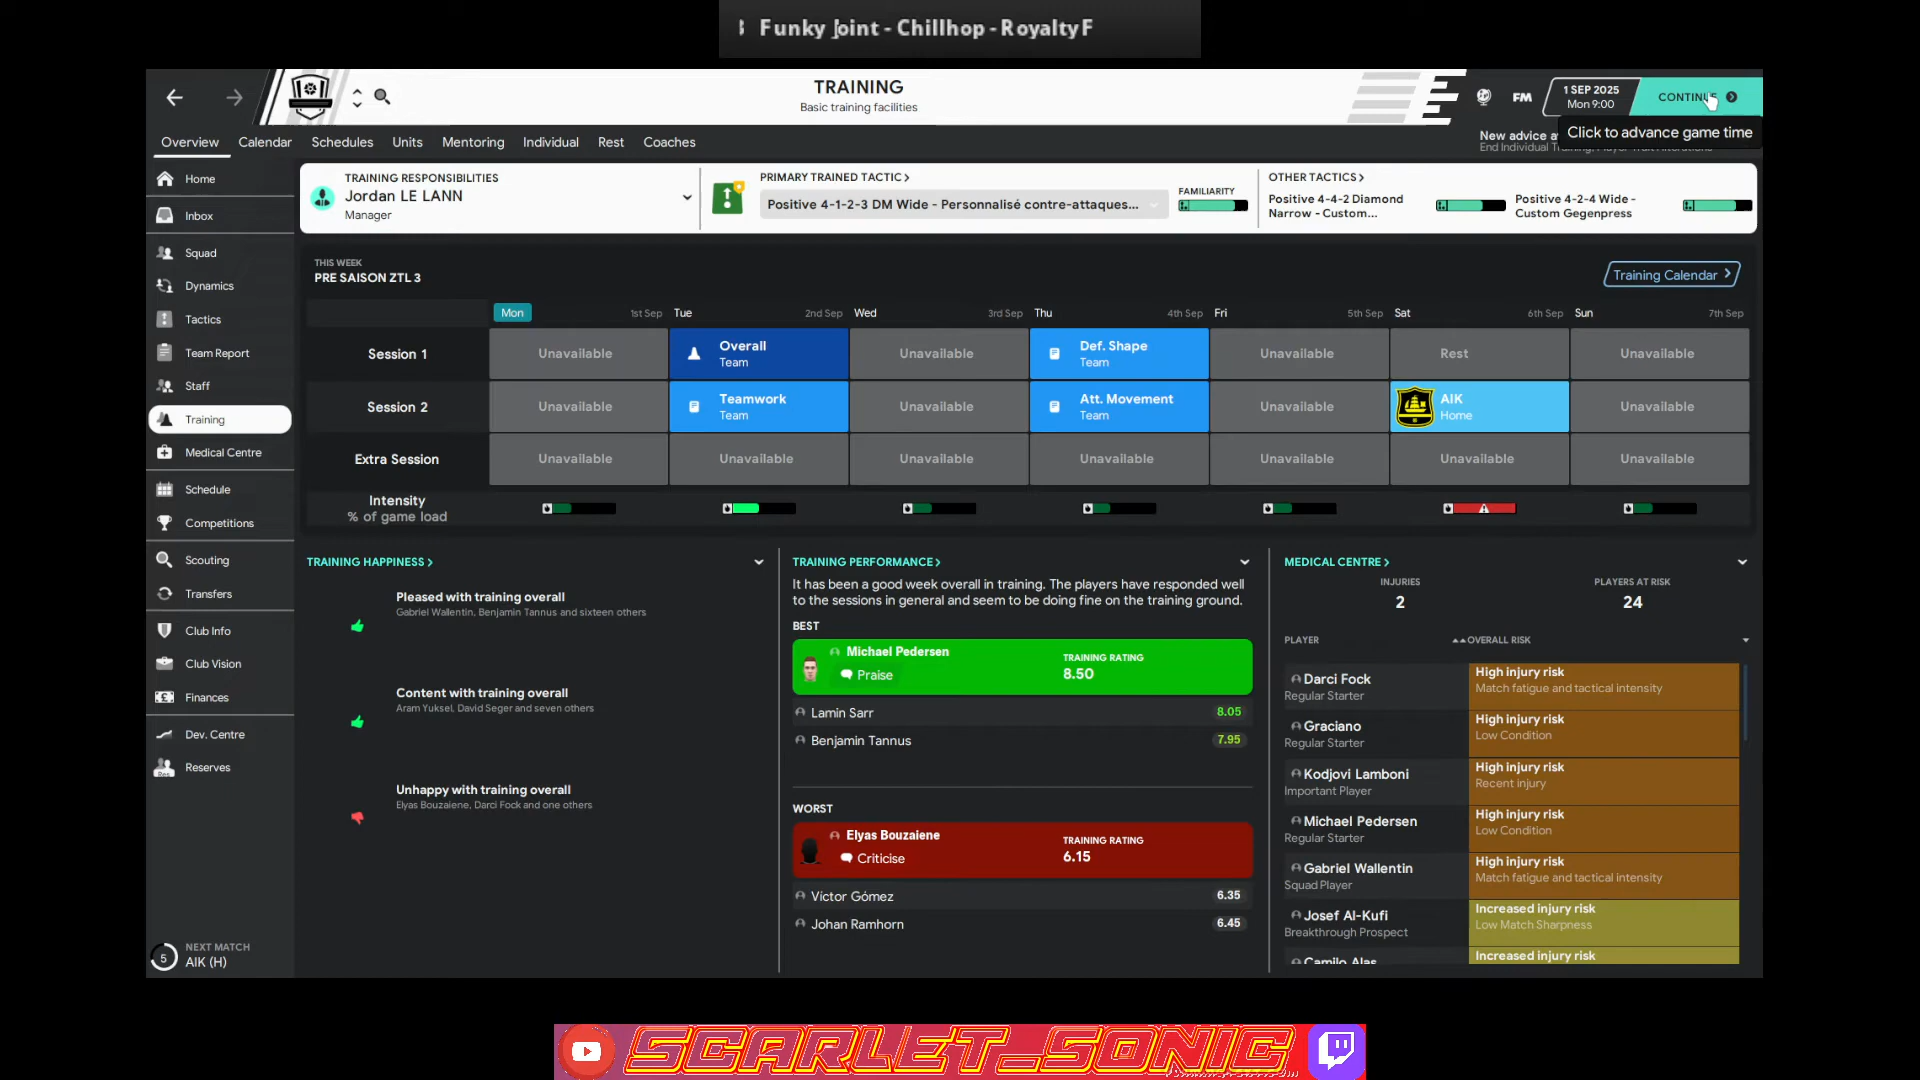 Funky Joint - Chillhop - RoyaltyF
TRAINING
Basic training facilities
1 SEP 2025
Mon 9:00
FM
CONTINUE
Click to advance game time
New advice a
Overview
Calendar
Schedules
Units
Mentoring
Individual
Rest
Coaches
Home
Inbox
Squad
Dynamics
Tactics
Team Report
Staff
Training
Medical Centre
Schedule
Competitions
Scouting
Transfers
Club Info
Club Vision
Finances
Dev. Centre
Reserves
5
NEXT MATCH
AIK (H)
TRAINING RESPONSIBILITIES
Jordan LE LANN
Manager
PRIMARY TRAINED TACTIC >
Positive 4-1-2-3 DM Wide - Personnalisé contre-attaques...
FAMILIARITY
OTHER TACTICS >
Positive 4-4-2 Diamond
Narrow - Custom...
Positive 4-2-4 Wide -
Custom Gegenpress
THIS WEEK
PRE SAISON ZTL 3
Training Calendar >
Mon 1st Sep Tue 2nd Sep Wed 3rd Sep Thu 4th Sep Fri 5th Sep Sat 6th Sep Sun 7th Sep
Session 1
Unavailable
Overall
Team
Unavailable
Def. Shape
Team
Unavailable
Rest
Unavailable
Session 2
Unavailable
Teamwork
Team
Unavailable
Att. Movement
Team
Unavailable
AIK
Home
Unavailable
Extra Session
Unavailable
Unavailable
Unavailable
Unavailable
Unavailable
Unavailable
Unavailable
Intensity
% of game load
TRAINING HAPPINESS >
Pleased with training overall
Gabriel Wallentin, Benjamin Tannus and sixteen others
Content with training overall
Aram Yuksel, David Seger and seven others
Unhappy with training overall
Elyas Bouzaiene, Darci Fock and one others
TRAINING PERFORMANCE >
It has been a good week overall in training. The players have responded well
to the sessions in general and seem to be doing fine on the training ground.
BEST
Michael Pedersen
Praise
TRAINING RATING
8.50
Lamin Sarr 8.05
Benjamin Tannus 7.95
WORST
Elyas Bouzaiene
Criticise
TRAINING RATING
6.15
Víctor Gómez 6.35
Johan Ramhorn 6.45
MEDICAL CENTRE >
INJURIES
2
PLAYERS AT RISK
24
PLAYER
OVERALL RISK
Darci Fock
Regular Starter
High injury risk
Match fatigue and tactical intensity
Graciano
Regular Starter
High injury risk
Low Condition
Kodjovi Lamboni
Important Player
High injury risk
Recent injury
Michael Pedersen
Regular Starter
High injury risk
Low Condition
Gabriel Wallentin
Squad Player
High injury risk
Match fatigue and tactical intensity
Josef Al-Kufi
Breakthrough Prospect
Increased injury risk
Low Match Sharpness
Camilo Alas
Increased injury risk
SCARLET_SONIC